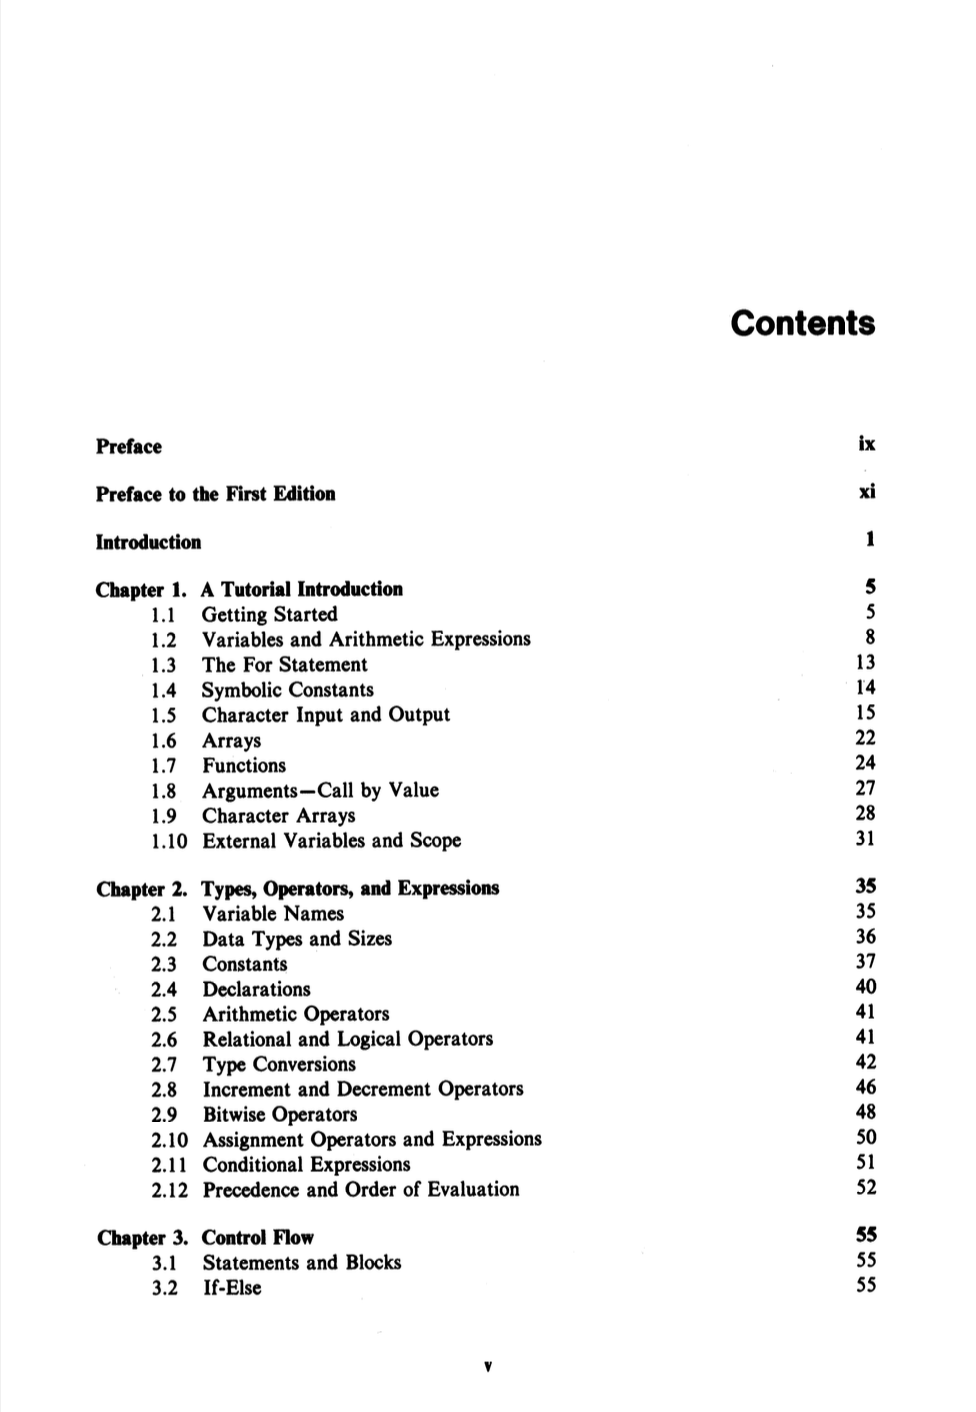 Contents
Preface ix
Preface to the First Edition xi
Introduction 1
Chapter 1. A Tutorial Introduction 5
1.1 Getting Started 5
1.2 Variables and Arithmetic Expressions 8
1.3 The For Statement 13
1.4 Symbolic Constants 14
1.5 Character Input and Output 15
1.6 Arrays 22
1.7 Functions 24
1.8 Arguments—Call by Value 27
1.9 Character Arrays 28
1.10 External Variables and Scope 31
Chapter 2. Types, Operators, and Expressions 35
2.1 Variable Names 35
2.2 Data Types and Sizes 36
2.3 Constants 37
2.4 Declarations 40
2.5 Arithmetic Operators 41
2.6 Relational and Logical Operators 41
2.7 Type Conversions 42
2.8 Increment and Decrement Operators 46
2.9 Bitwise Operators 48
2.10 Assignment Operators and Expressions 50
2.11 Conditional Expressions 51
2.12 Precedence and Order of Evaluation 52
Chapter 3. Control Flow 55
3.1 Statements and Blocks 55
3.2 If-Else 55
v